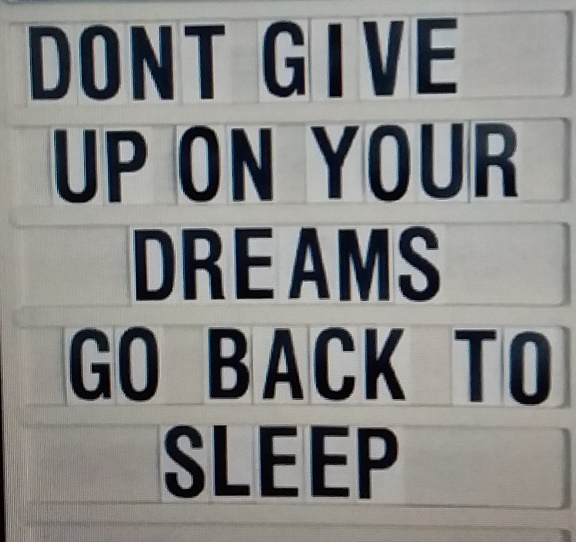 DONT GIVE
UP ON YOUR
DREAMS
GO BACK TO
SLEEP